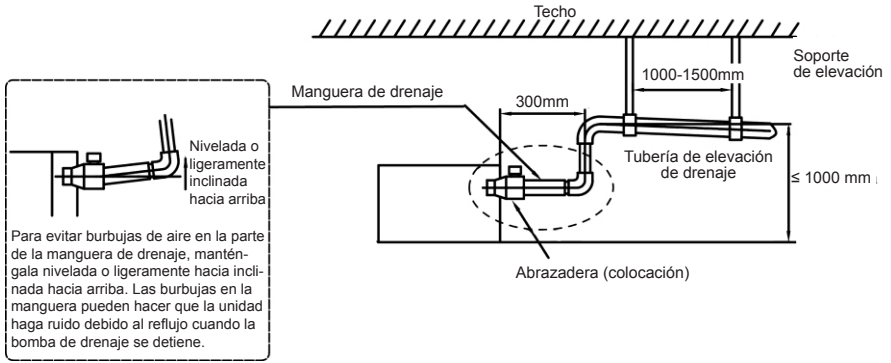 Techo
Soporte
de elevación
1000-1500mm
Manguera de drenaje
300mm
Nivelada o
ligeramente
inclinada
hacia arriba
Tubería de elevación
de drenaje
≤ 1000 mm
Abrazadera (colocación)
Para evitar burbujas de aire en la parte
de la manguera de drenaje, mantén-
gala nivelada o ligeramente hacia incli-
nada hacia arriba. Las burbujas en la
manguera pueden hacer que la unidad
haga ruido debido al reflujo cuando la
bomba de drenaje se detiene.